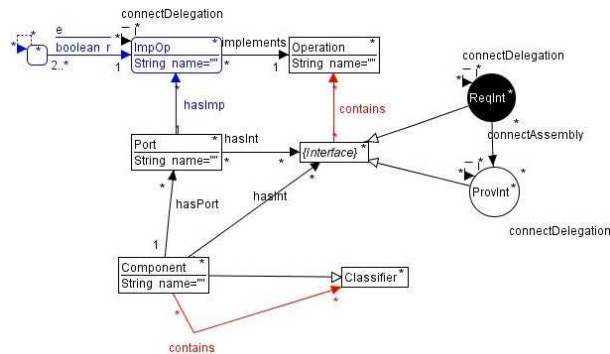 connectDelegation
e
boolean r
2..*
1
ImpOp *
String name=""
implements
*
*
Operation *
String name=""
connectDelegation
ReqInt *
hasImp
contains
connectAssembly
1
Port *
String name=""
hasInt
*
*
{Interface} *
ProvInt *
hasPort
hasInt
connectDelegation
1
Component *
String name=""
Classifier *
*
*
contains